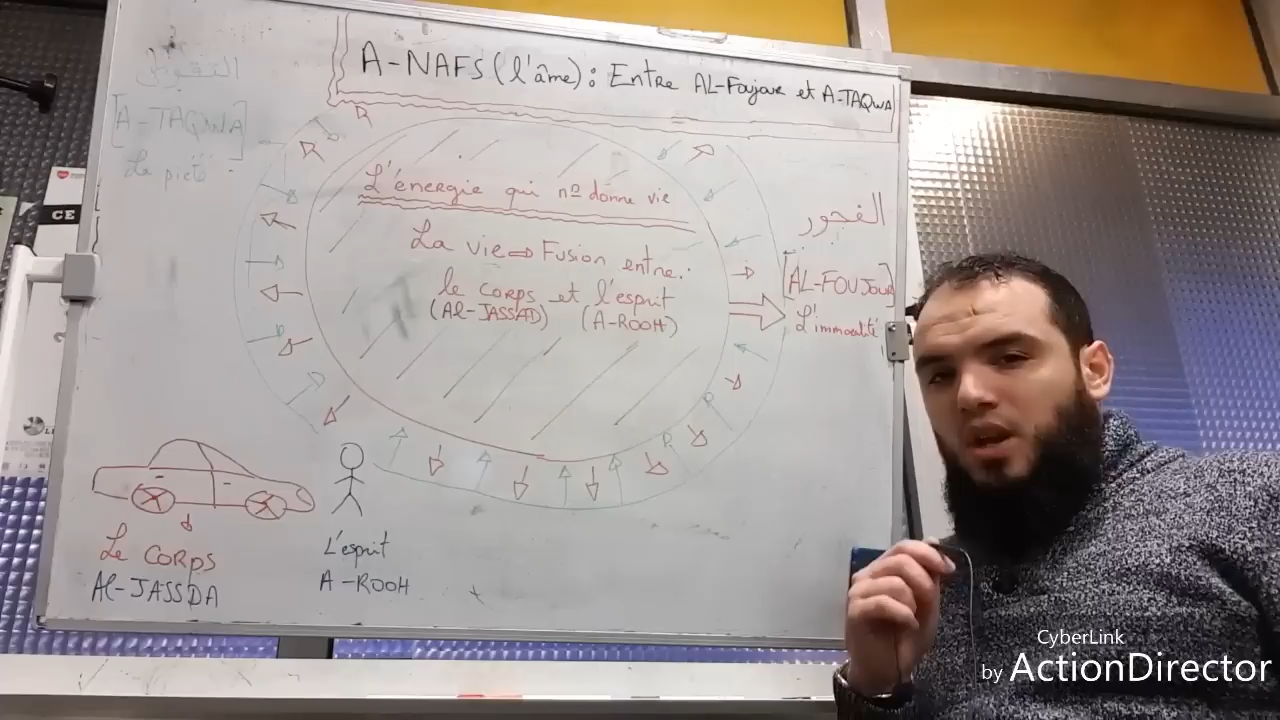 A-NAFS (l'âme) : Entre AL-Foujour et A-TAQWA
التقوى
[A-TAQWA]
La piété
L'énergie qui ns donne vie
La vie ⇒ Fusion entre :
le corps et l'esprit
(Al-JASSAD) (A-ROOH)
الفجور
[AL-FOUJOUR]
L'immoralité
Le CORPS
Al-JASSDA
L'esprit
A-ROOH
CE
CyberLink
by ActionDirector